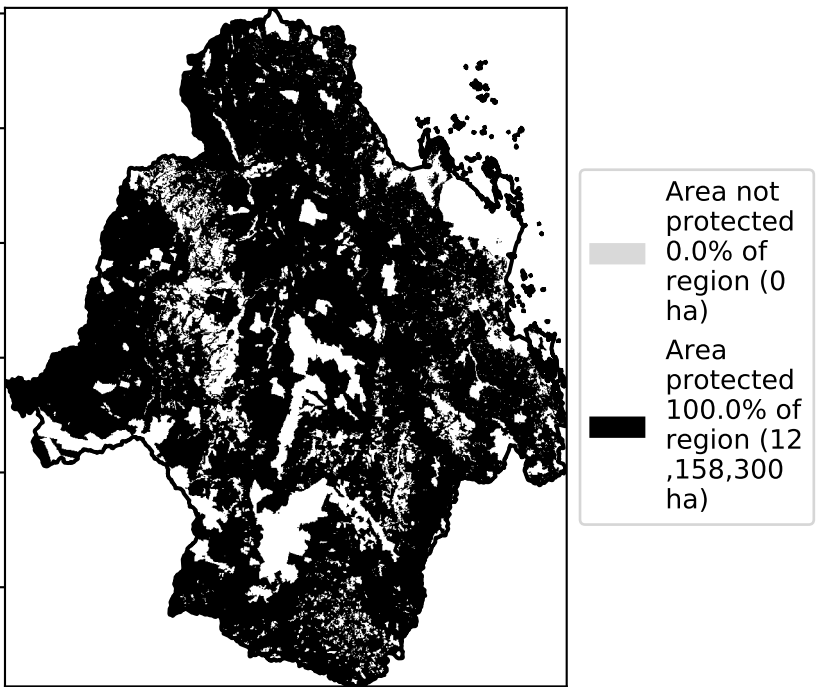 Area not
protected
0.0% of
region (0
ha)
Area
protected
100.0% of
region (12
,158,300
ha)